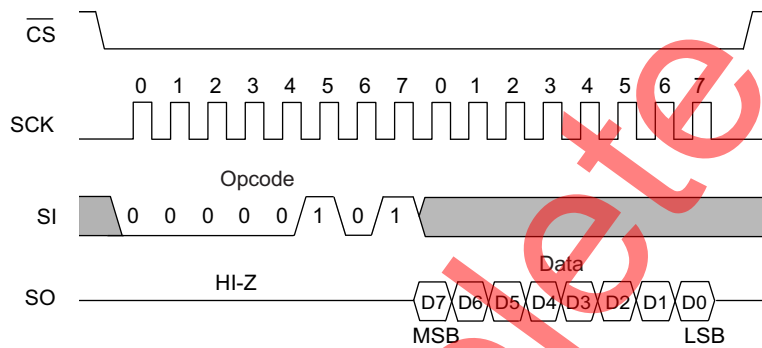 CS
0 1 2 3 4 5 6 7 0 1 2 3 4 5 6 7
SCK
Opcode
SI 0 0 0 0 0 1 0 1
Data
HI-Z
SO D7 D6 D5 D4 D3 D2 D1 D0
MSB LSB
plete